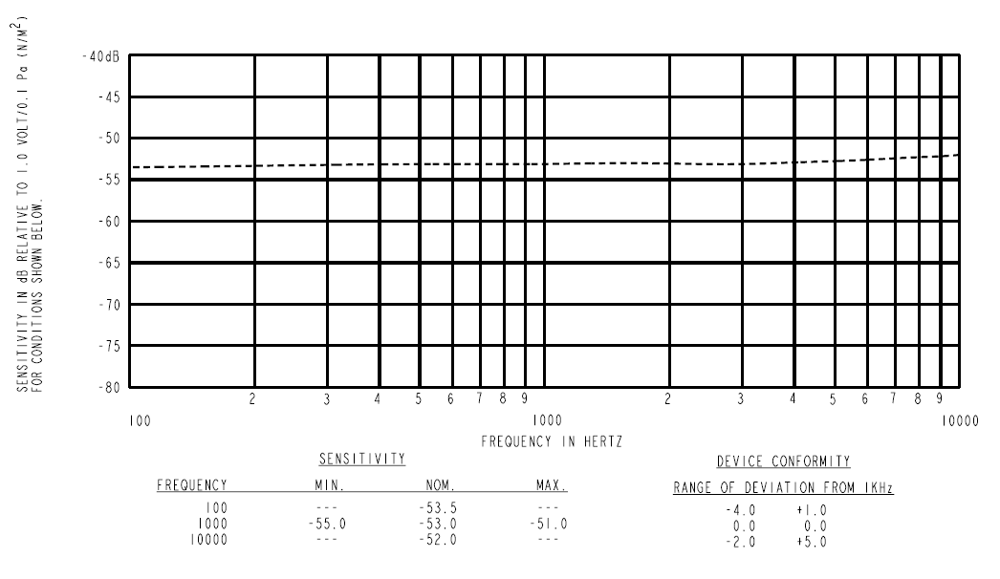 SENSITIVITY IN dB RELATIVE TO 1.0 VOLT/0.1 Pa (N/M²)
FOR CONDITIONS SHOWN BELOW.
-40dB
-45
-50
-55
-60
-65
-70
-75
-80
2 3 4 5 6 7 8 9 2 3 4 5 6 7 8 9
100 1000 10000
FREQUENCY IN HERTZ
SENSITIVITY
FREQUENCY MIN. NOM. MAX.
100 --- -53.5 ---
1000 -55.0 -53.0 -51.0
10000 --- -52.0 ---
DEVICE CONFORMITY
RANGE OF DEVIATION FROM 1KHz
-4.0 +1.0
0.0 0.0
-2.0 +5.0